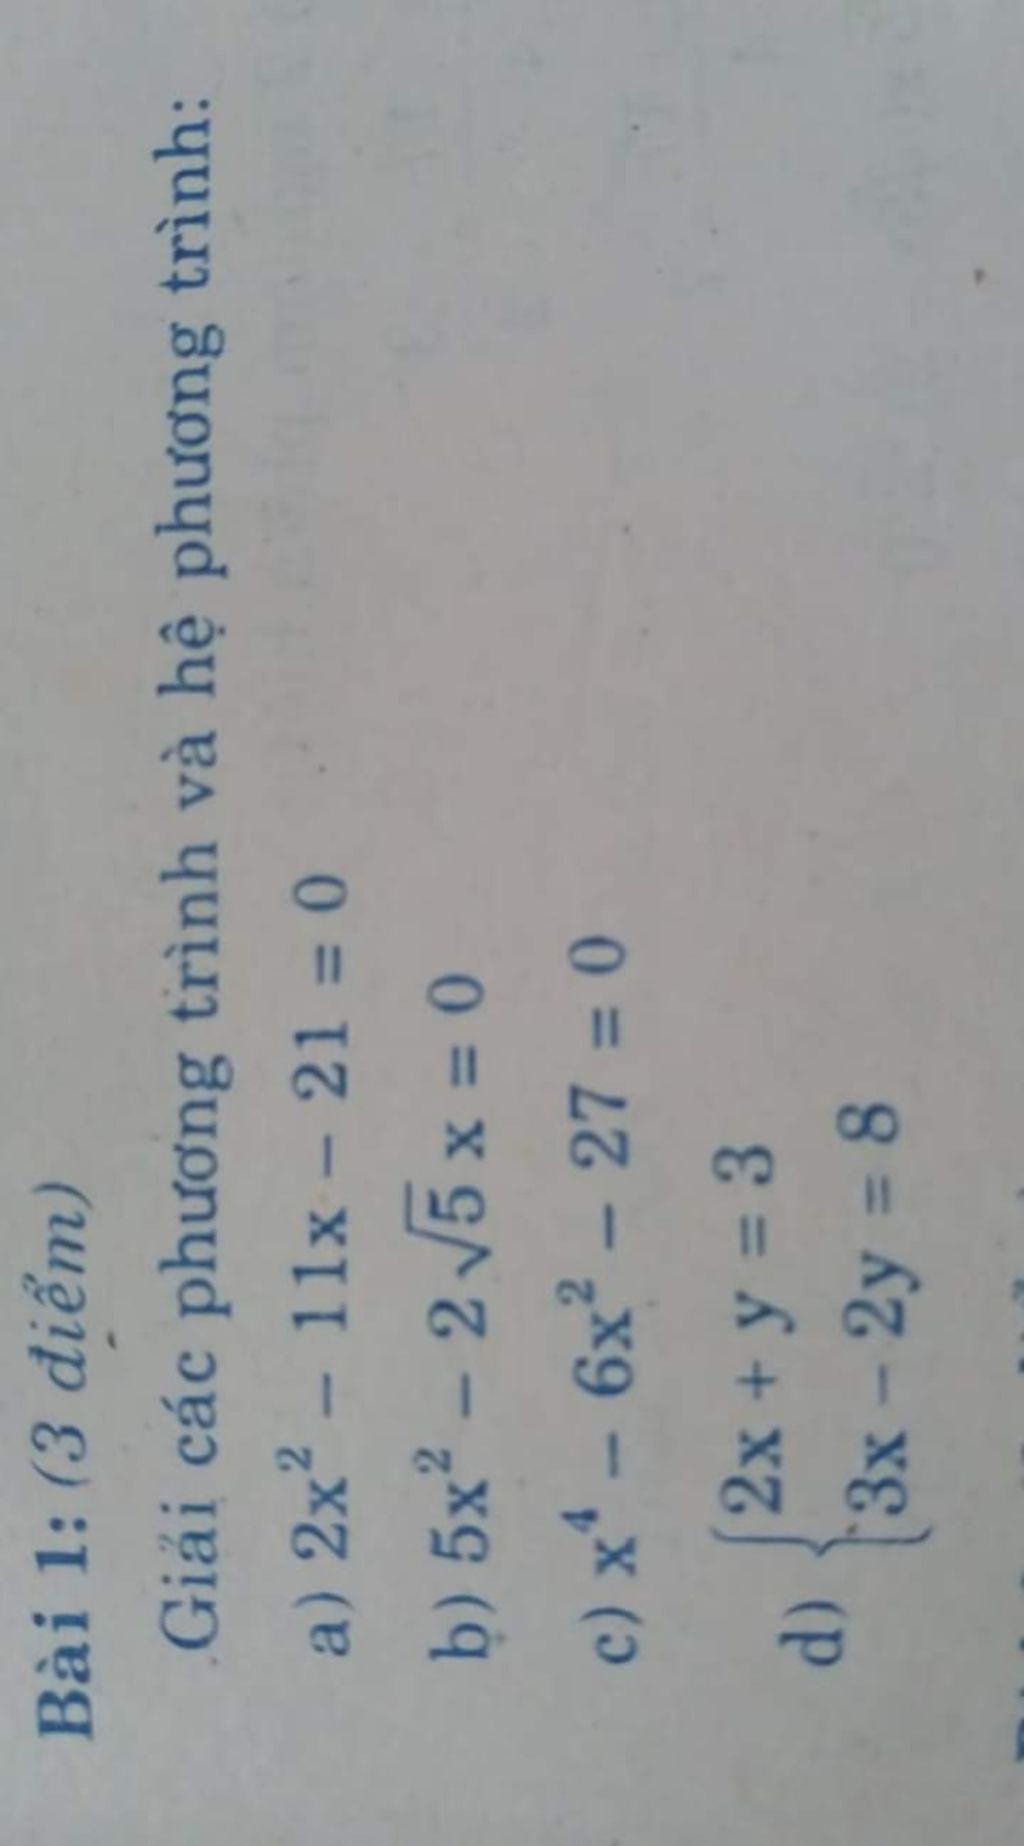 Bài 1: (3 điểm)
Giải các phương trình và hệ phương trình:
a) 2x² – 11x – 21 = 0
b) 5x² – 2√5 x = 0
c) x⁴ – 6x² – 27 = 0
d) { 2x + y = 3
3x – 2y = 8